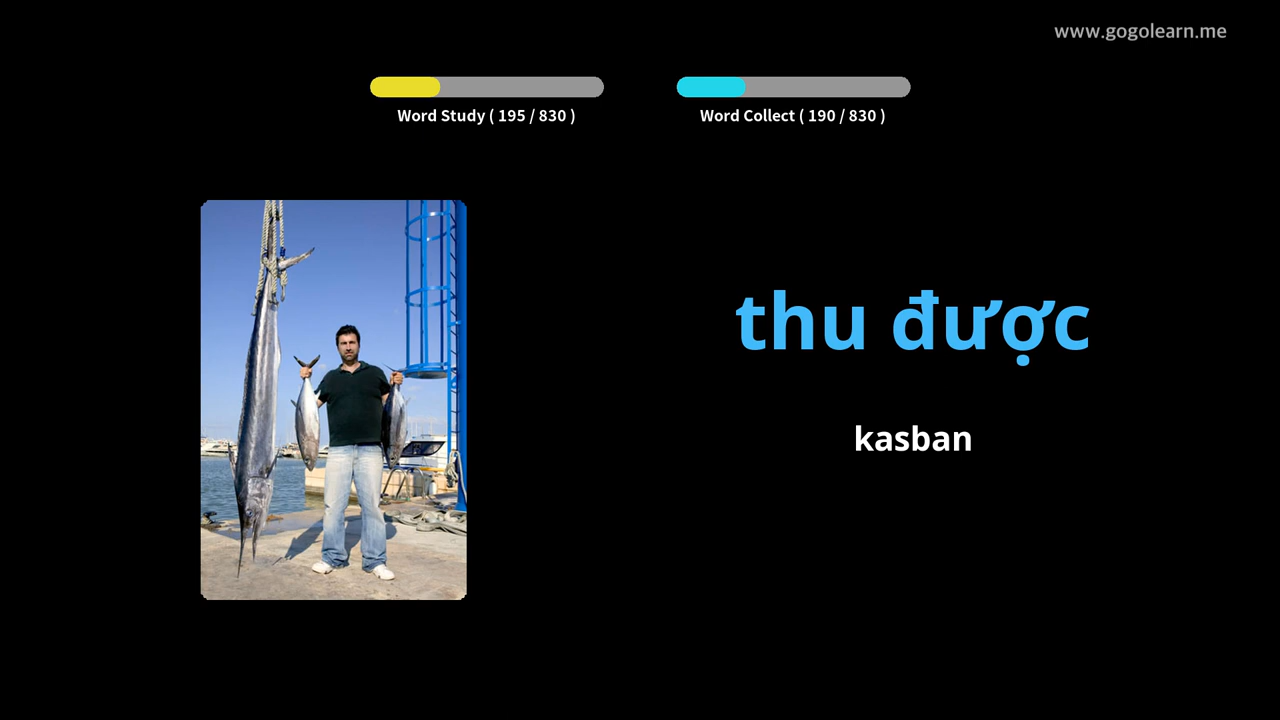 www.gogolearn.me
Word Study ( 195 / 830 )
Word Collect ( 190 / 830 )
thu được
kasban